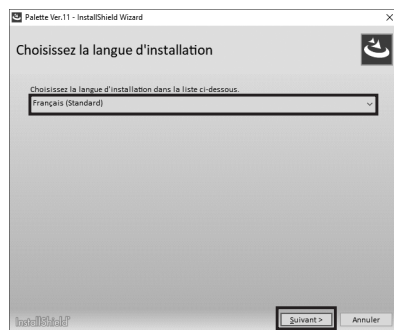 Palette Ver.11 - InstallShield Wizard
Choisissez la langue d'installation
Choisissez la langue d'installation dans la liste ci-dessous.
Français (Standard)
InstallShield
Suivant >
Annuler